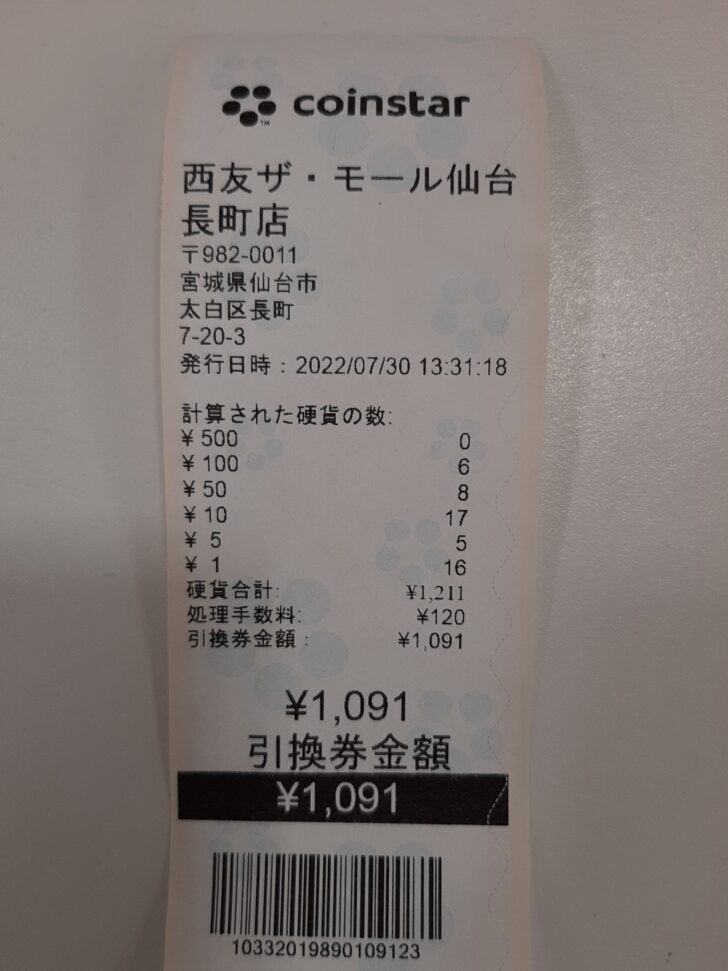 coinstar
TM
西友ザ・モール仙台
長町店
〒982-0011
宮城県仙台市
太白区長町
7-20-3
発行日時：2022/07/30 13:31:18
計算された硬貨の数:
¥ 500 0
¥ 100 6
¥ 50 8
¥ 10 17
¥ 5 5
¥ 1 16
硬貨合計: ¥1,211
処理手数料: ¥120
引換券金額： ¥1,091
¥1,091
引換券金額
¥1,091
10332019890109123